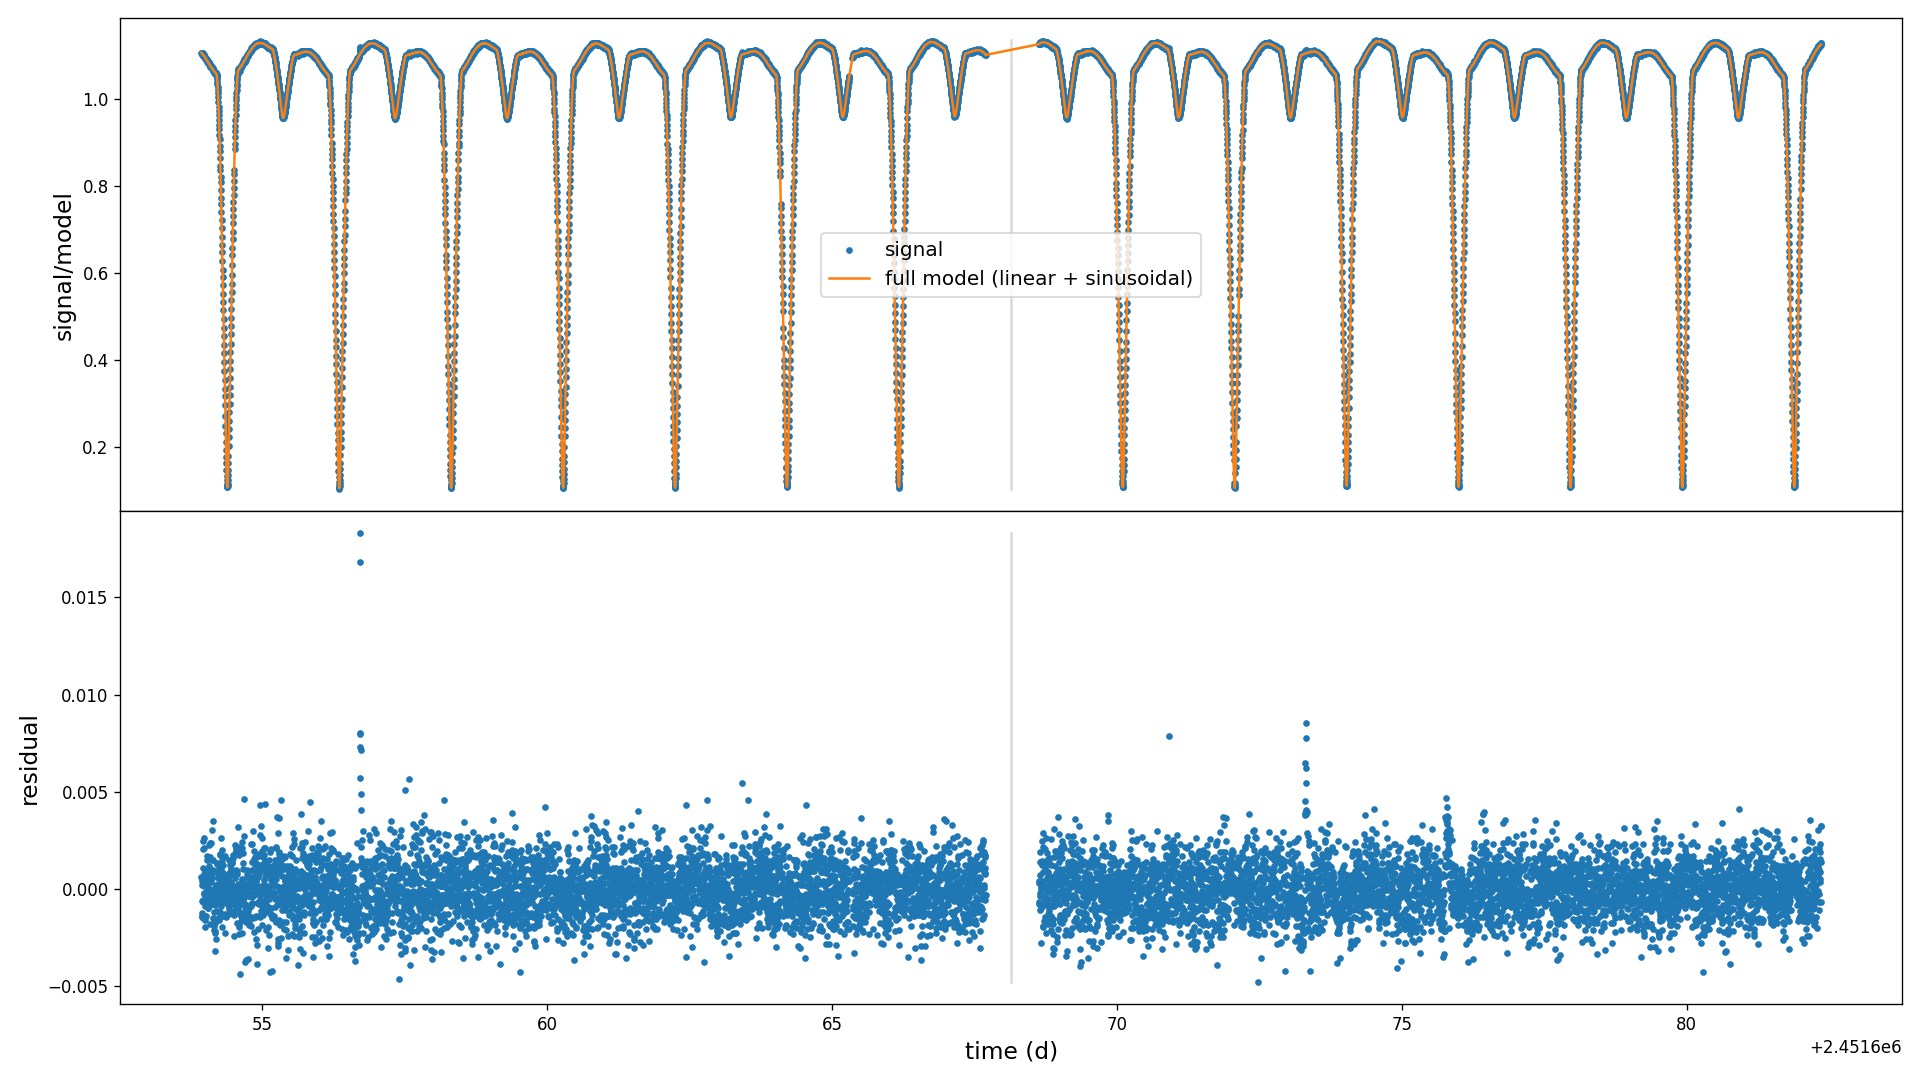 signal/model
1.0
0.8
0.6
0.4
0.2
signal
full model (linear + sinusoidal)
residual
0.015
0.010
0.005
0.000
−0.005
55
60
65
70
75
80
time (d)
+2.4516e6